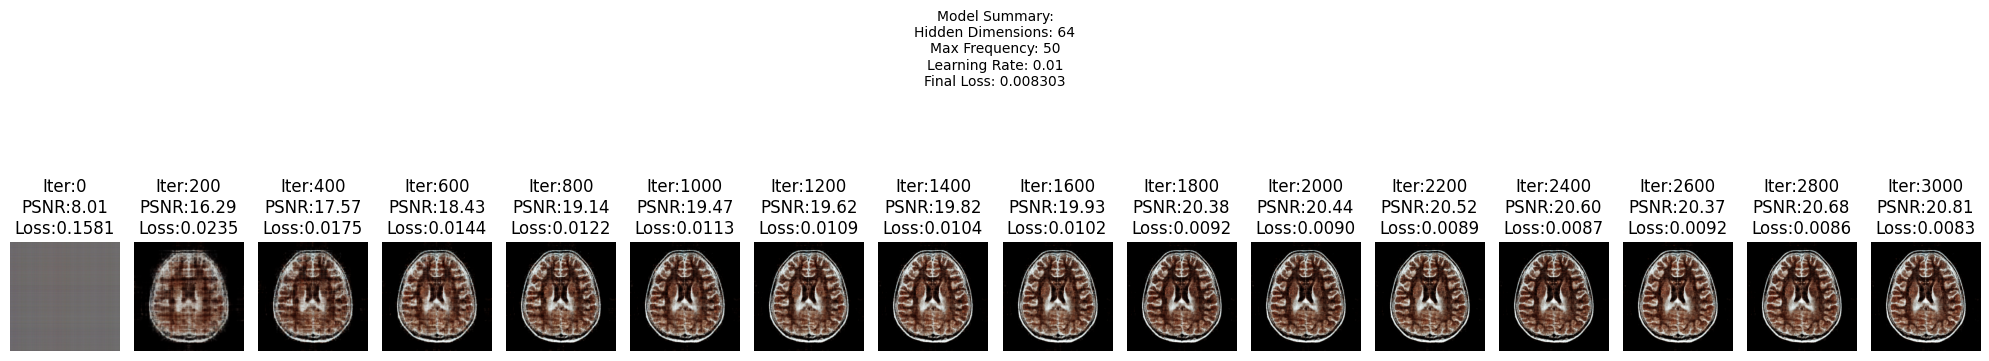 Model Summary:
Hidden Dimensions: 64
Max Frequency: 50
Learning Rate: 0.01
Final Loss: 0.008303
Iter:0
PSNR:8.01
Loss:0.1581
Iter:200
PSNR:16.29
Loss:0.0235
Iter:400
PSNR:17.57
Loss:0.0175
Iter:600
PSNR:18.43
Loss:0.0144
Iter:800
PSNR:19.14
Loss:0.0122
Iter:1000
PSNR:19.47
Loss:0.0113
Iter:1200
PSNR:19.62
Loss:0.0109
Iter:1400
PSNR:19.82
Loss:0.0104
Iter:1600
PSNR:19.93
Loss:0.0102
Iter:1800
PSNR:20.38
Loss:0.0092
Iter:2000
PSNR:20.44
Loss:0.0090
Iter:2200
PSNR:20.52
Loss:0.0089
Iter:2400
PSNR:20.60
Loss:0.0087
Iter:2600
PSNR:20.37
Loss:0.0092
Iter:2800
PSNR:20.68
Loss:0.0086
Iter:3000
PSNR:20.81
Loss:0.0083